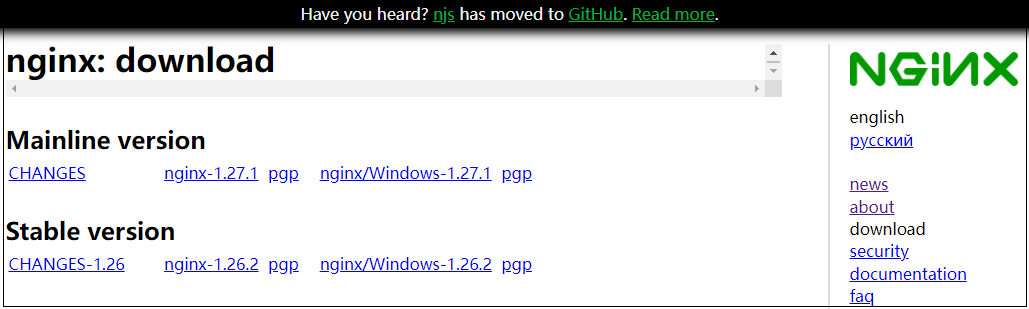 Have you heard? njs has moved to GitHub. Read more.
nginx: download
Mainline version
CHANGES nginx-1.27.1 pgp nginx/Windows-1.27.1 pgp
Stable version
CHANGES-1.26 nginx-1.26.2 pgp nginx/Windows-1.26.2 pgp
NGINX
english
русский
news
about
download
security
documentation
faq